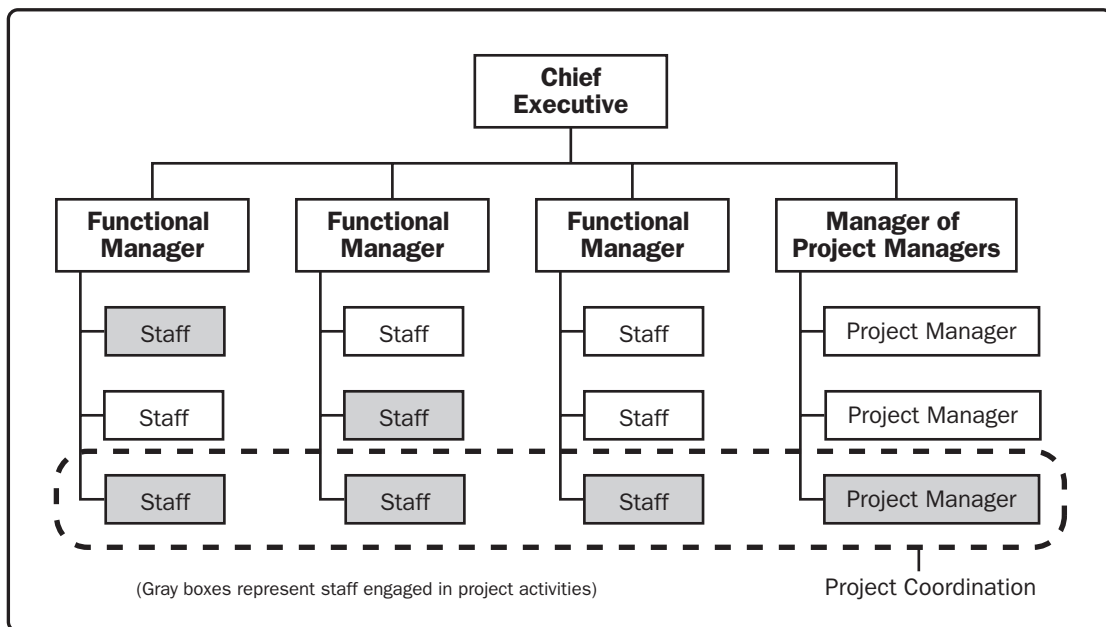 Chief
Executive
Functional
Manager
Functional
Manager
Functional
Manager
Manager of
Project Managers
Staff
Staff
Staff
Project Manager
Staff
Staff
Staff
Project Manager
Staff
Staff
Staff
Project Manager
(Gray boxes represent staff engaged in project activities)
Project Coordination